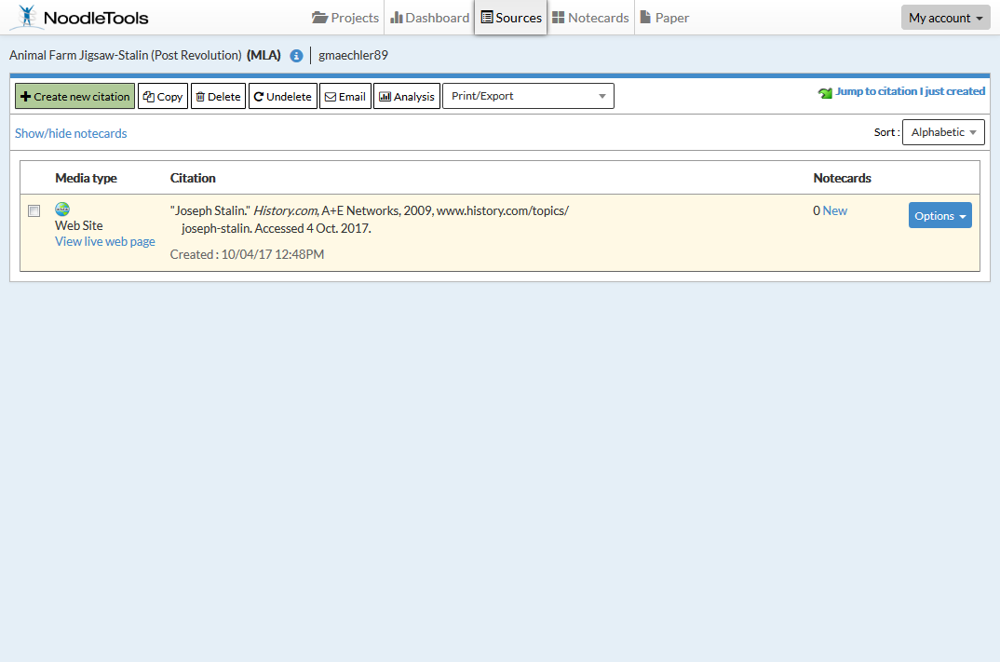 NoodleTools Projects Dashboard Sources Notecards Paper My account
Animal Farm Jigsaw-Stalin (Post Revolution) (MLA) gmaechler89
Create new citation Copy Delete Undelete Email Analysis Print/Export Jump to citation I just created
Show/hide notecards Sort : Alphabetic
Media type Citation Notecards
"Joseph Stalin." History.com, A+E Networks, 2009, www.history.com/topics/ 0 New Options
Web Site joseph-stalin. Accessed 4 Oct. 2017.
View live web page
Created : 10/04/17 12:48PM